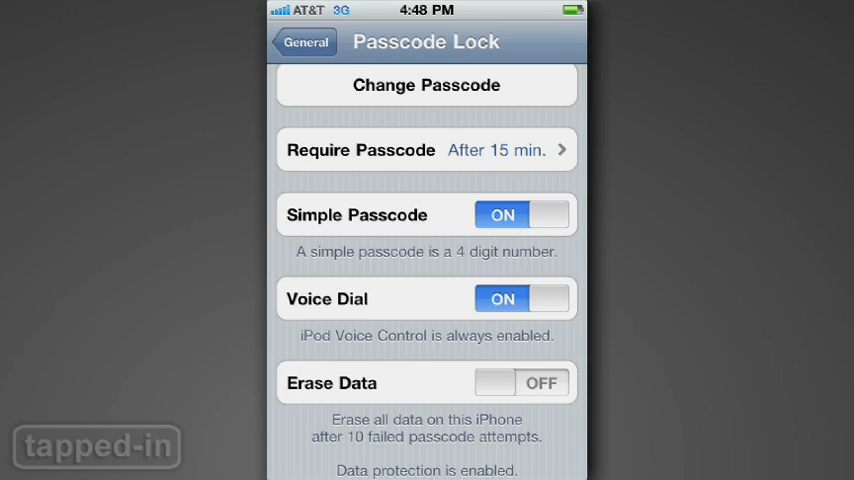 AT&T 3G 4:48 PM
General Passcode Lock
Change Passcode
Require Passcode After 15 min.
Simple Passcode ON
A simple passcode is a 4 digit number.
Voice Dial ON
iPod Voice Control is always enabled.
Erase Data OFF
Erase all data on this iPhone
after 10 failed passcode attempts.
Data protection is enabled.
tapped-in